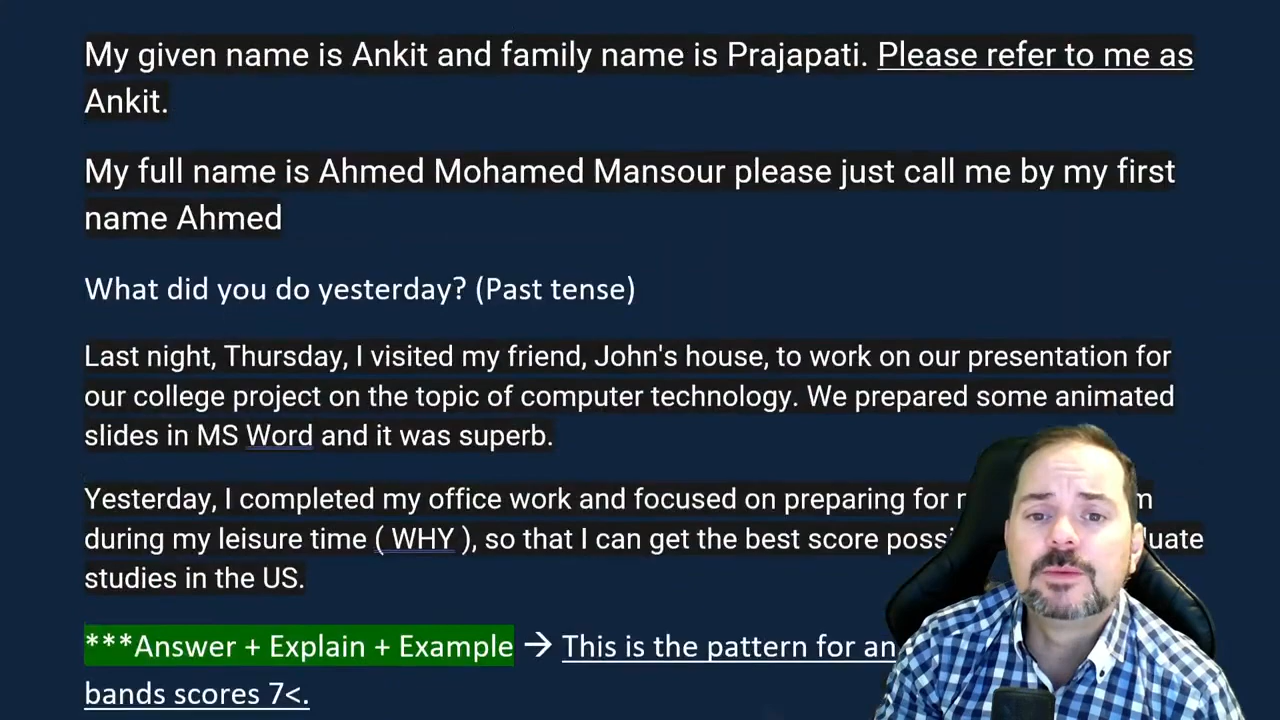 My given name is Ankit and family name is Prajapati. Please refer to me as
Ankit.
My full name is Ahmed Mohamed Mansour please just call me by my first
name Ahmed
What did you do yesterday? (Past tense)
Last night, Thursday, I visited my friend, John's house, to work on our presentation for
our college project on the topic of computer technology. We prepared some animated
slides in MS Word and it was superb.
Yesterday, I completed my office work and focused on preparing for
during my leisure time ( WHY ), so that I can get the best score
studies in the US.
***Answer + Explain + Example → This is the pattern for
bands scores 7<.